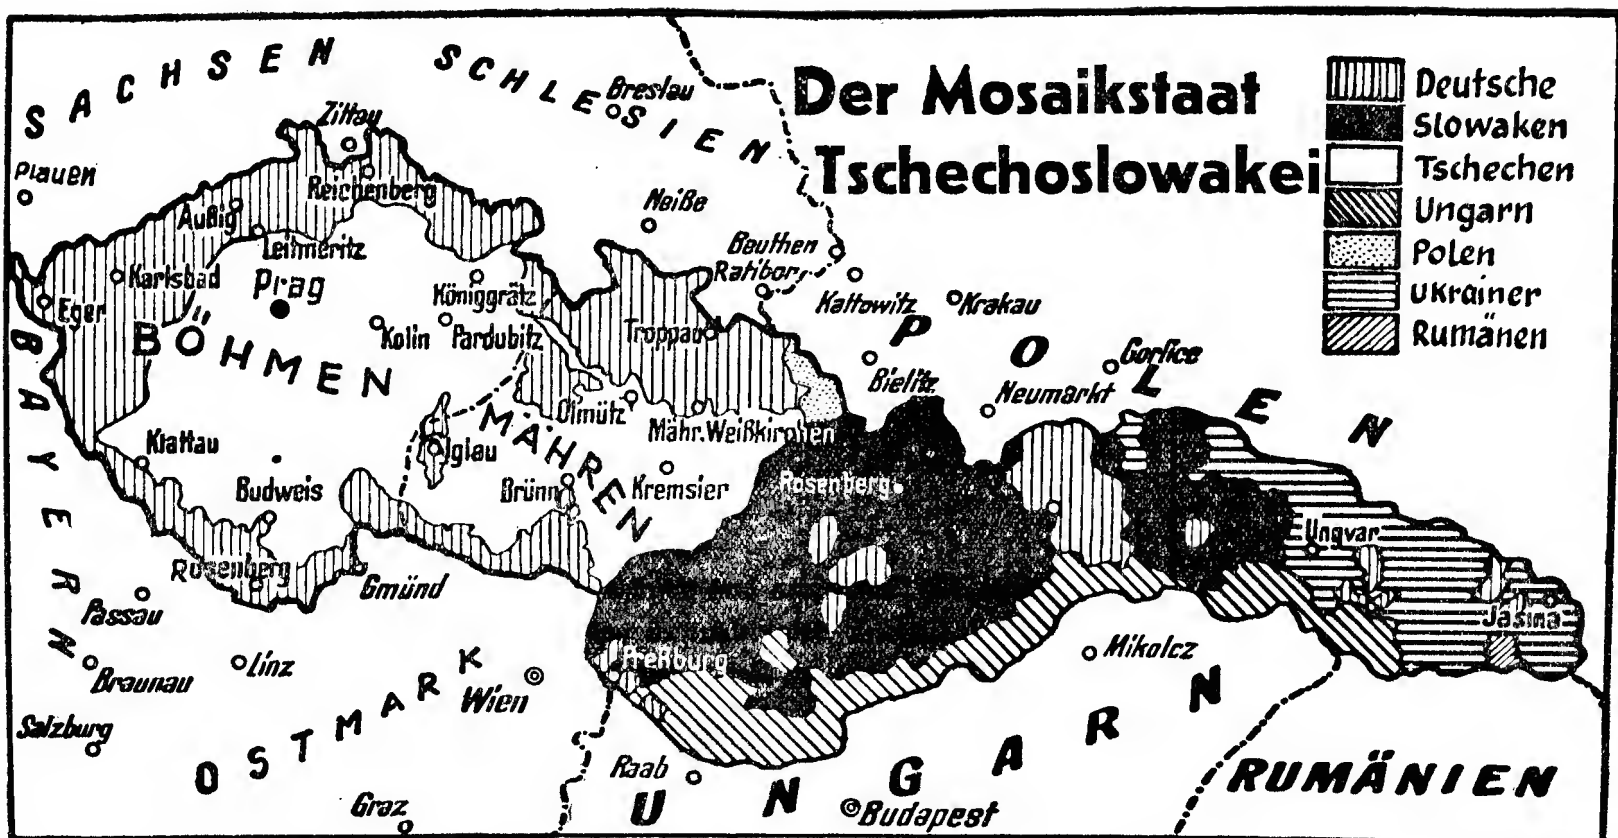 Der Mosaikstaat
Tschechoslowakei
Deutsche
Slowaken
Tschechen
Ungarn
Polen
Ukrainer
Rumänen
SACHSEN
SCHLESIEN
Breslau
Zittau
Plauen
Reichenberg
Außig
Leitmeritz
Neiße
Beuthen
Ratibor
Kattowitz
Krakau
Karlsbad
Prag
Eger
Königgrätz
Kolin
Pardubitz
Troppau
BÖHMEN
POLEN
Bielitz
Gorlice
Neumarkt
BAYERN
Olmütz
Mähr. Weißkirchen
MÄHREN
Klattau
Iglau
Budweis
Brünn
Kremsier
Rosenberg
Ungvar
Rosenberg
Gmünd
Passau
Jasina
Preßburg
Mikolcz
Braunau
Linz
Wien
OSTMARK
Salzburg
UNGARN
Raab
RUMÄNIEN
Graz
Budapest